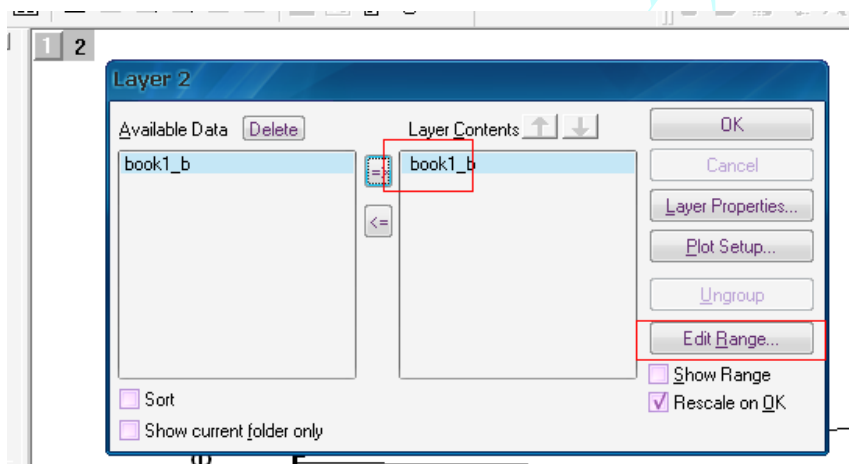 1 2
Layer 2
Available Data Delete
Layer Contents
book1_b
=>
book1_b
<=
OK
Cancel
Layer Properties...
Plot Setup...
Ungroup
Edit Range...
Show Range
Rescale on OK
Sort
Show current folder only